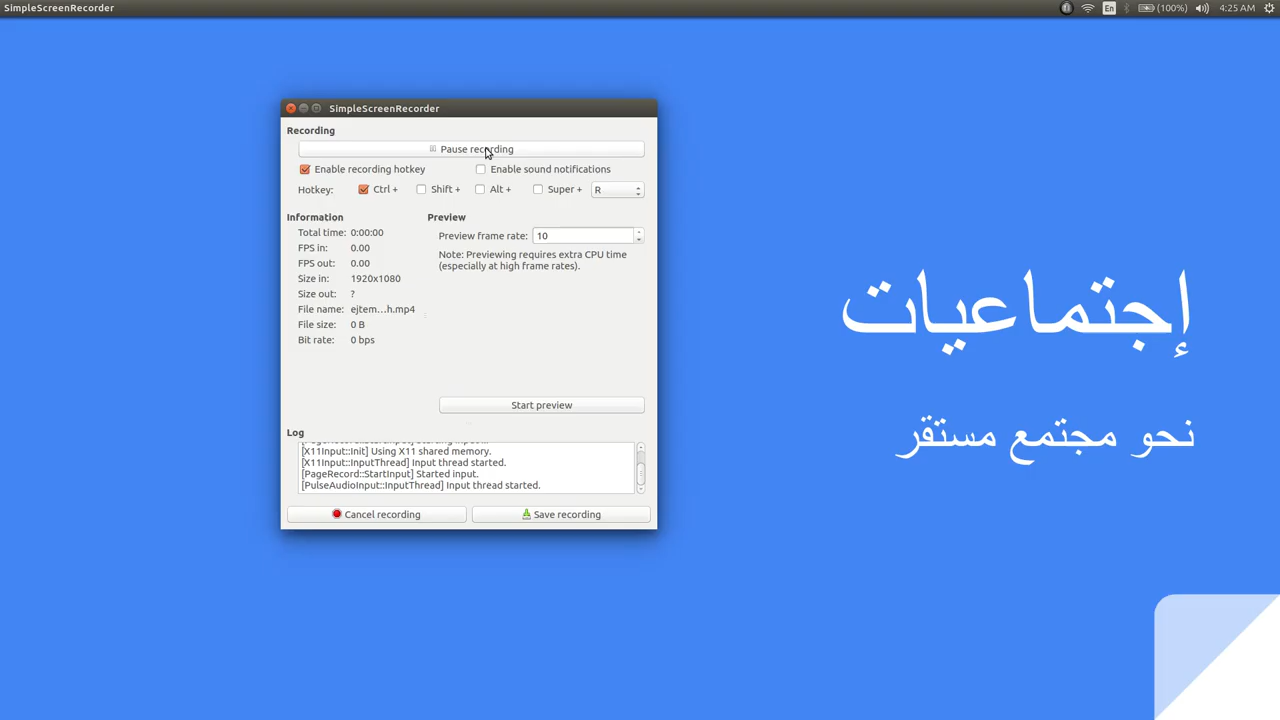 SimpleScreenRecorder
En
(100%)
4:25 AM
SimpleScreenRecorder
Recording
Pause recording
Enable recording hotkey
Enable sound notifications
Hotkey:
Ctrl +
Shift +
Alt +
Super +
R
Information
Total time: 0:00:00
FPS in: 0.00
FPS out: 0.00
Size in: 1920x1080
Size out: ?
File name: ejtem...h.mp4
File size: 0 B
Bit rate: 0 bps
Preview
Preview frame rate: 10
Note: Previewing requires extra CPU time
(especially at high frame rates).
Start preview
Log
[PageRecord::StartInput] Starting input ...
[X11Input::Init] Using X11 shared memory.
[X11Input::InputThread] Input thread started.
[PageRecord::StartInput] Started input.
[PulseAudioInput::InputThread] Input thread started.
Cancel recording
Save recording
إجتماعيات
نحو مجتمع مستقر